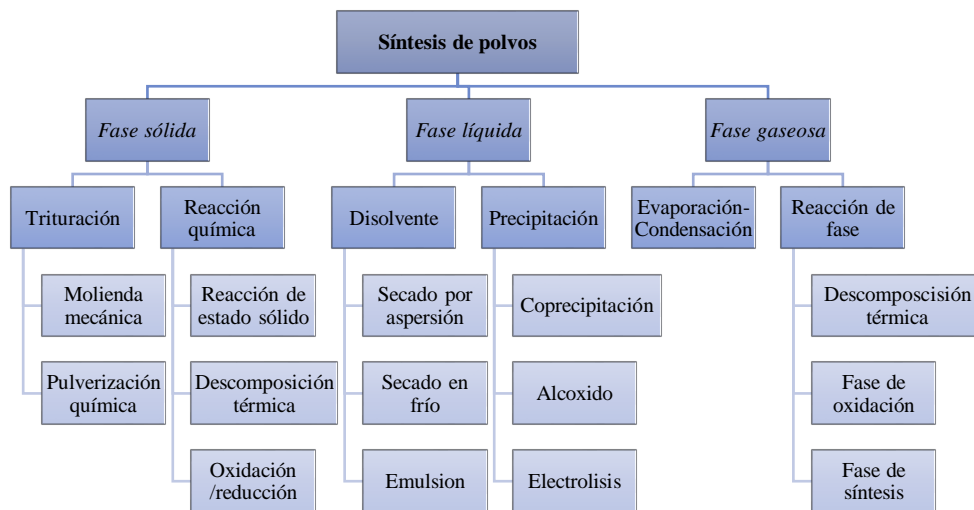 Síntesis de polvos
Fase sólida
Fase líquida
Fase gaseosa
Trituración
Reacción
química
Disolvente
Precipitación
Evaporación-
Condensación
Reacción de
fase
Molienda
mecánica
Reacción de
estado sólido
Secado por
aspersión
Coprecipitación
Descomposcisión
térmica
Pulverización
química
Descomposición
térmica
Secado en
frío
Alcoxido
Fase de
oxidación
Oxidación
/reducción
Emulsion
Electrolisis
Fase de
síntesis